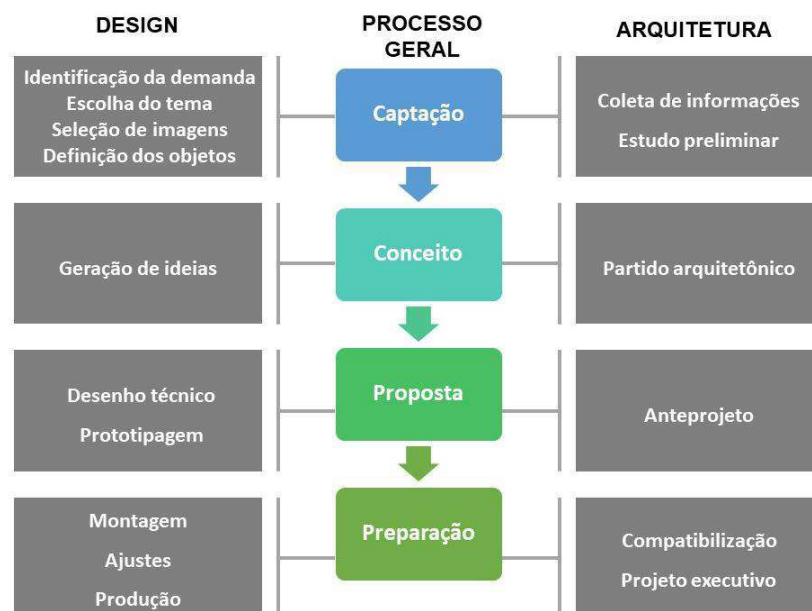 DESIGN
PROCESSO
GERAL
ARQUITETURA
Identificação da demanda
Escolha do tema
Seleção de imagens
Definição dos objetos
Captação
Coleta de informações
Estudo preliminar
Geração de ideias
Conceito
Partido arquitetônico
Desenho técnico
Prototipagem
Proposta
Anteprojeto
Montagem
Ajustes
Produção
Preparação
Compatibilização
Projeto executivo